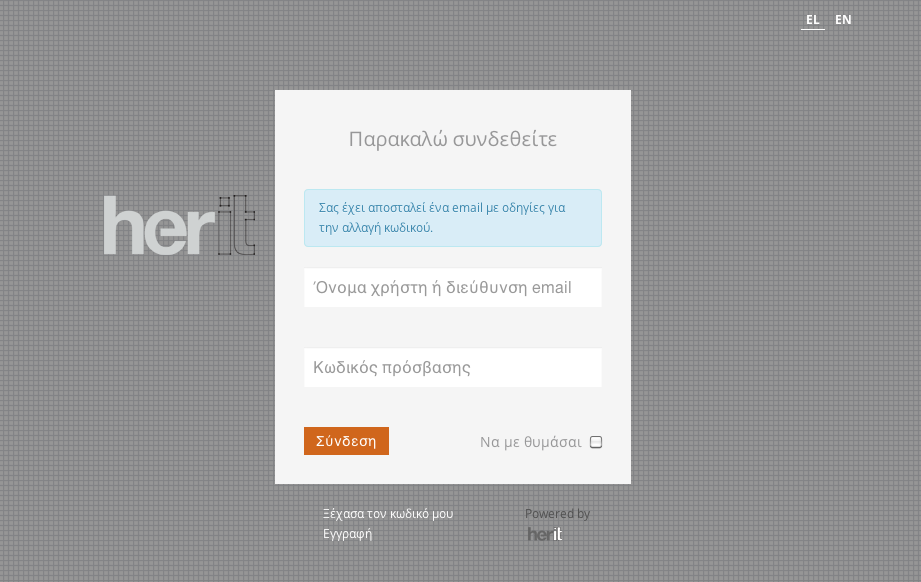 EL EN
Παρακαλώ συνδεθείτε
herit
Σας έχει αποσταλεί ένα email με οδηγίες για
την αλλαγή κωδικού.
Όνομα χρήστη ή διεύθυνση email
Κωδικός πρόσβασης
Σύνδεση Να με θυμάσαι
Ξέχασα τον κωδικό μου
Εγγραφή
Powered by
herit